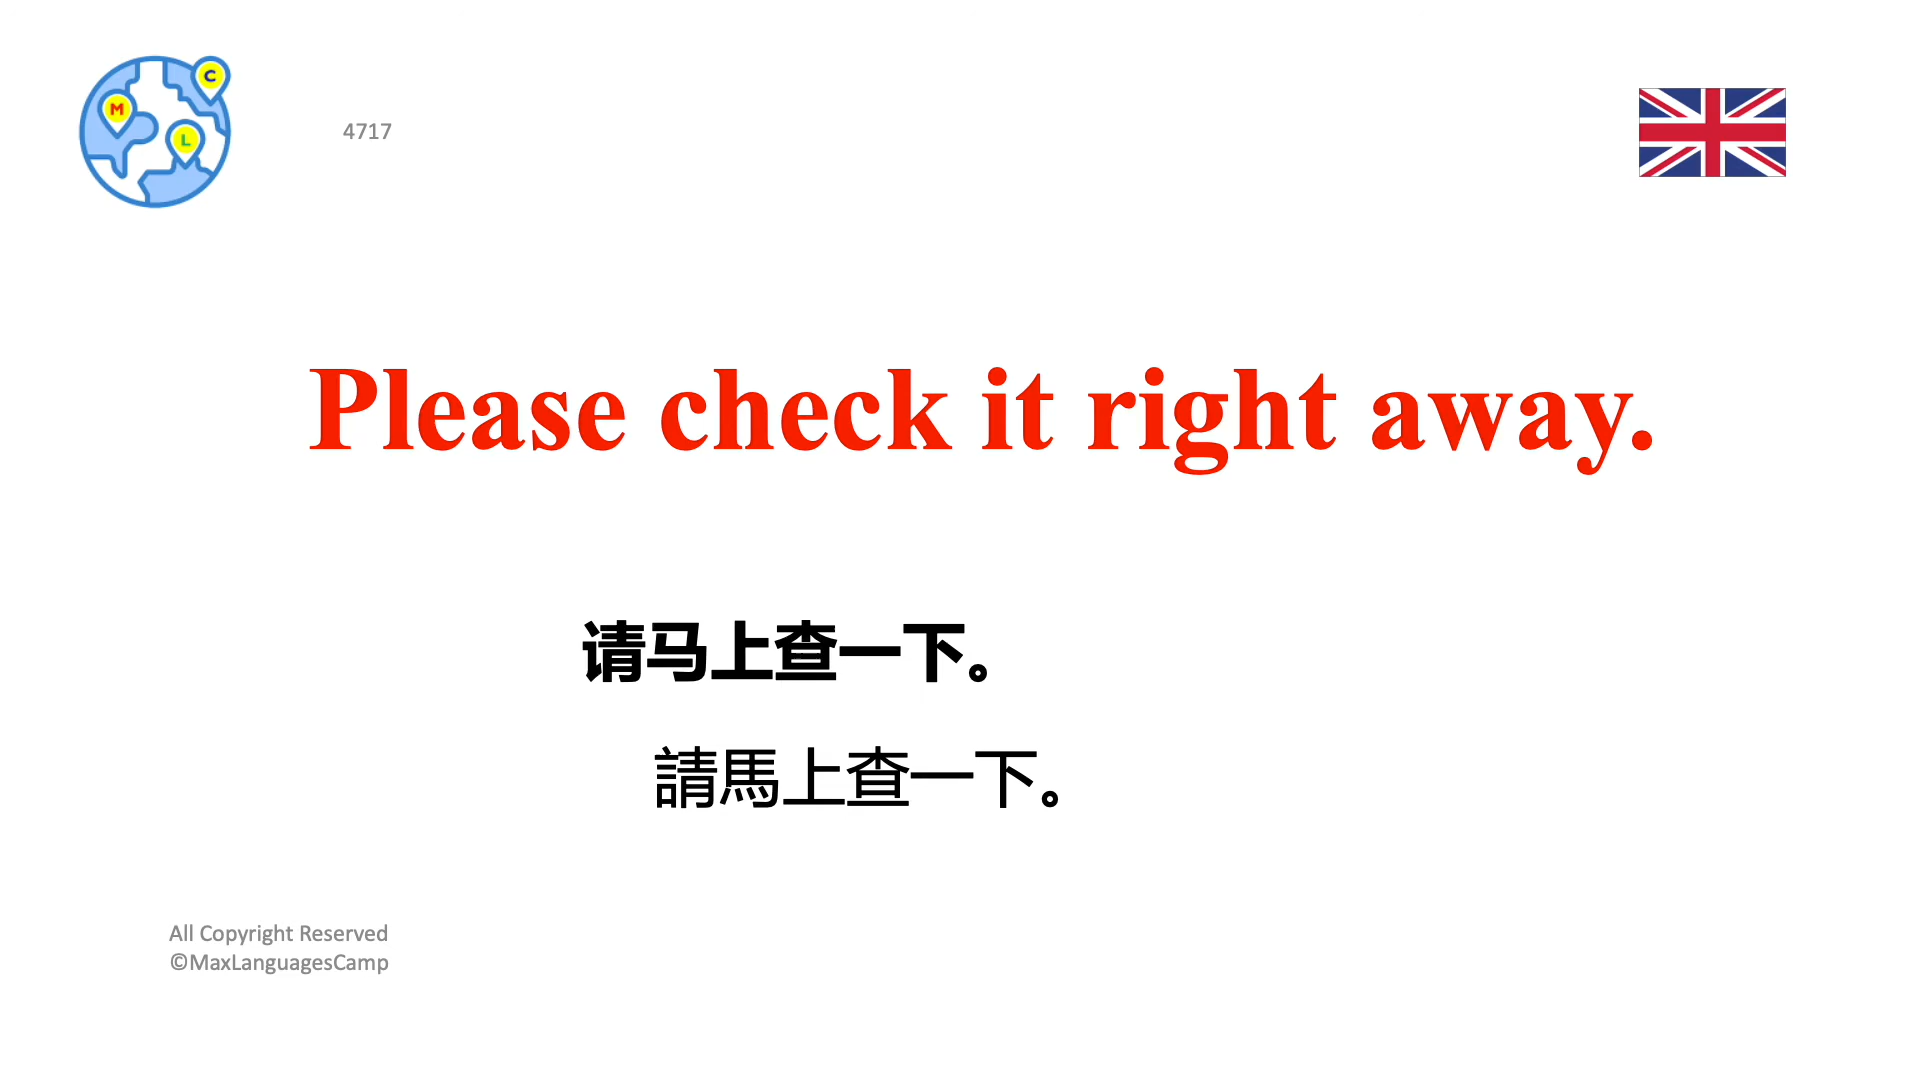 C
M
L
4717
Please check it right away.
请马上查一下。
請馬上查一下。
All Copyright Reserved
©MaxLanguagesCamp